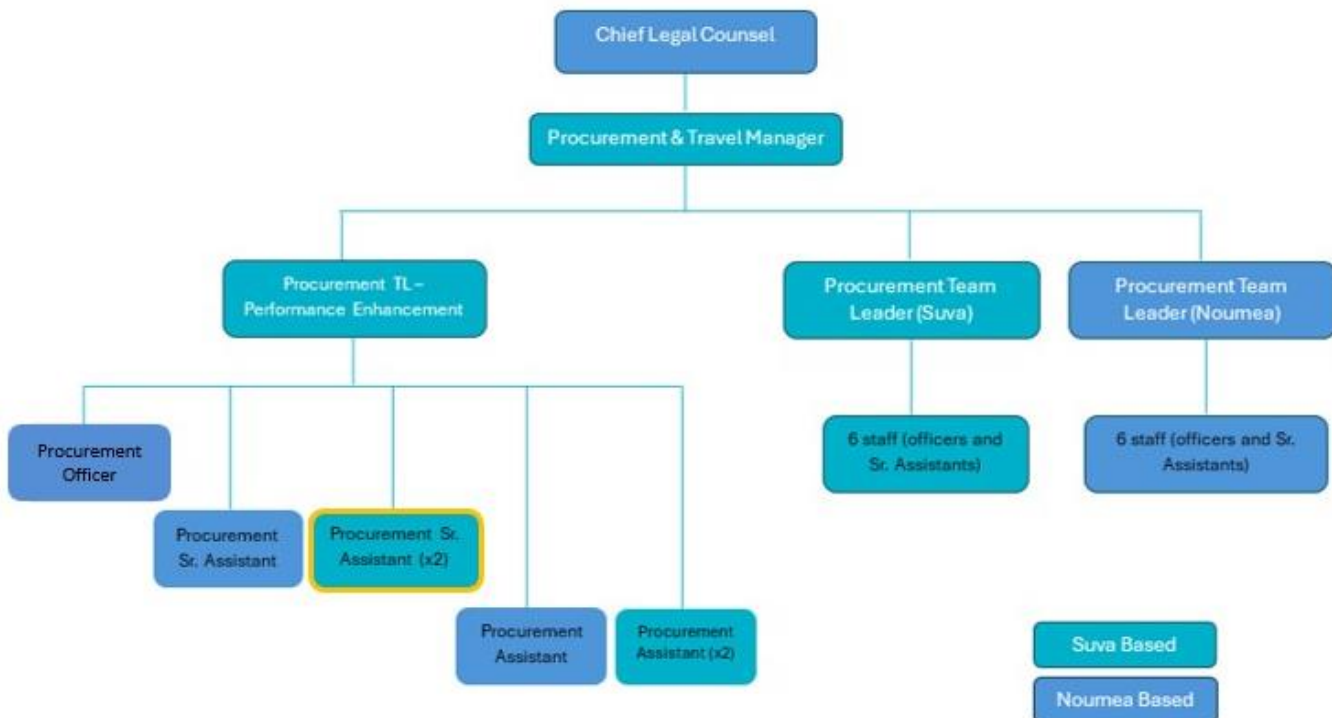 Chief Legal Counsel
Procurement & Travel Manager
Procurement TL –
Performance Enhancement
Procurement Team
Leader (Suva)
Procurement Team
Leader (Noumea)
Procurement
Officer
6 staff (officers and
Sr. Assistants)
6 staff (officers and Sr.
Assistants)
Procurement
Sr. Assistant
Procurement Sr.
Assistant (x2)
Procurement
Assistant
Procurement
Assistant (x2)
Suva Based
Noumea Based